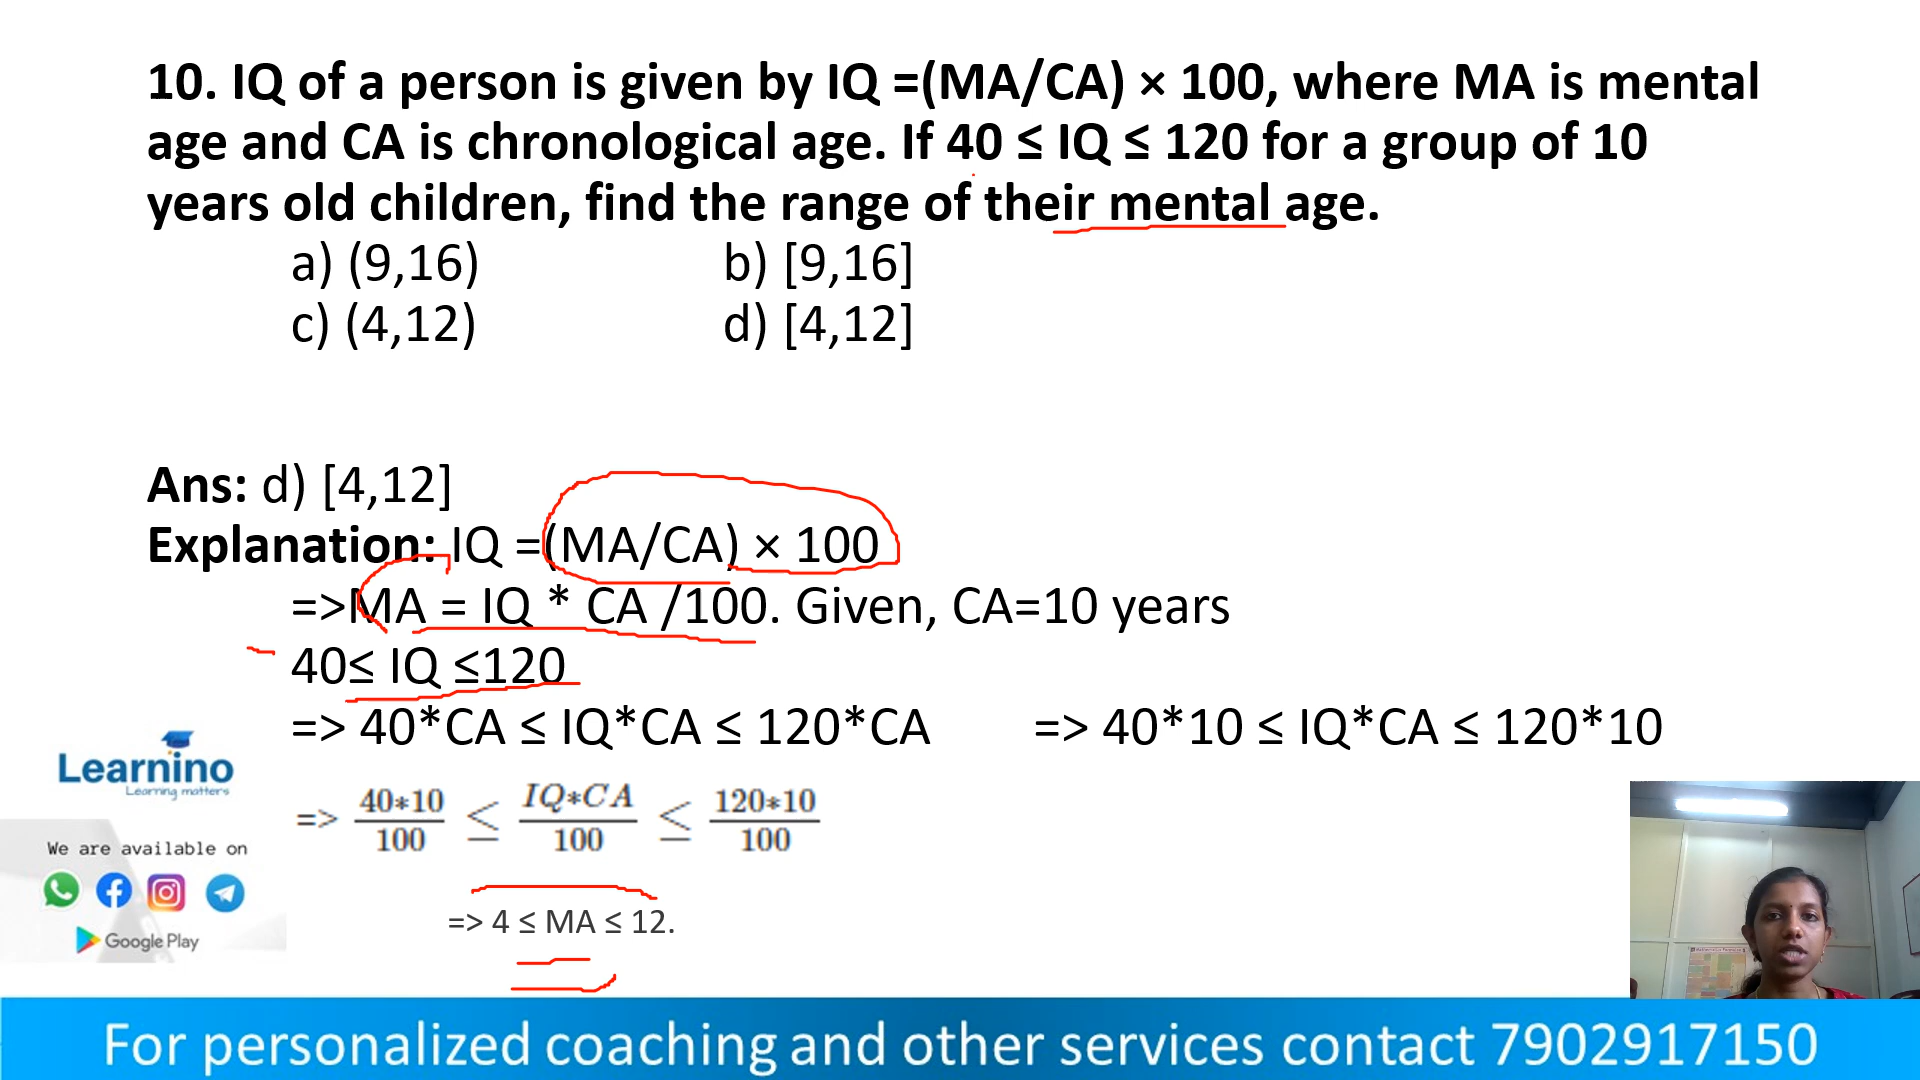 10. IQ of a person is given by IQ =(MA/CA) × 100, where MA is mental
age and CA is chronological age. If 40 ≤ IQ ≤ 120 for a group of 10
years old children, find the range of their mental age.
a) (9,16) b) [9,16]
c) (4,12) d) [4,12]
Ans: d) [4,12]
Explanation: IQ =(MA/CA) × 100
=>MA = IQ * CA /100. Given, CA=10 years
40≤ IQ ≤120
=> 40*CA ≤ IQ*CA ≤ 120*CA => 40*10 ≤ IQ*CA ≤ 120*10
=> 40*10/100 ≤ IQ*CA/100 ≤ 120*10/100
=> 4 ≤ MA ≤ 12.
Learnino
Learning matters
We are available on
Google Play
For personalized coaching and other services contact 7902917150